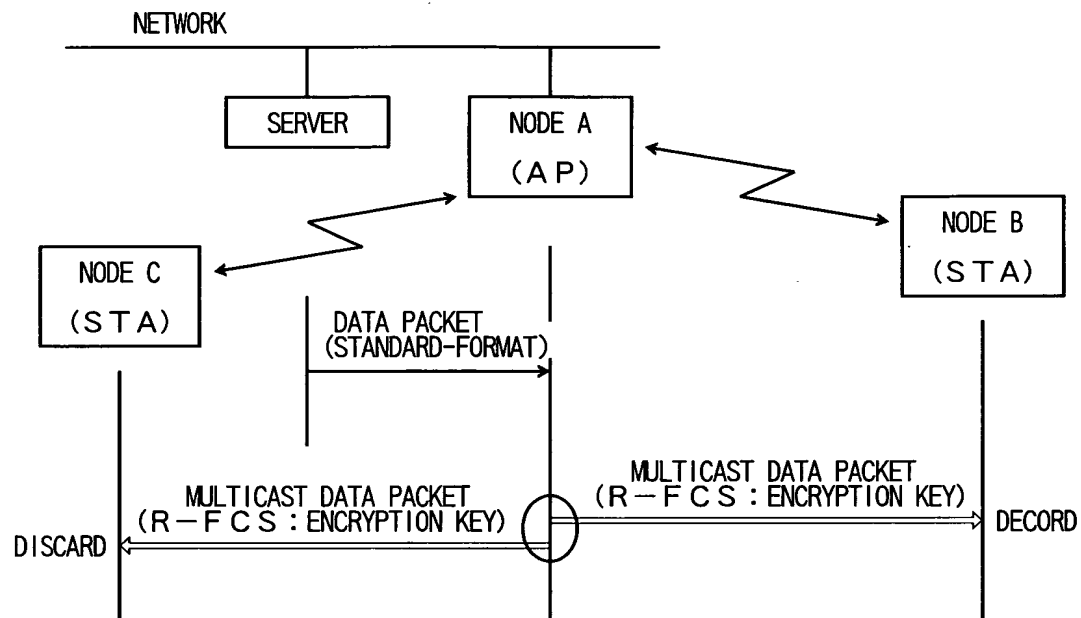 NETWORK
SERVER
NODE A
(AP)
NODE B
(STA)
NODE C
(STA)
DATA PACKET
(STANDARD-FORMAT)
MULTICAST DATA PACKET
(R-FCS:ENCRYPTION KEY)
DECORD
MULTICAST DATA PACKET
(R-FCS:ENCRYPTION KEY)
DISCARD